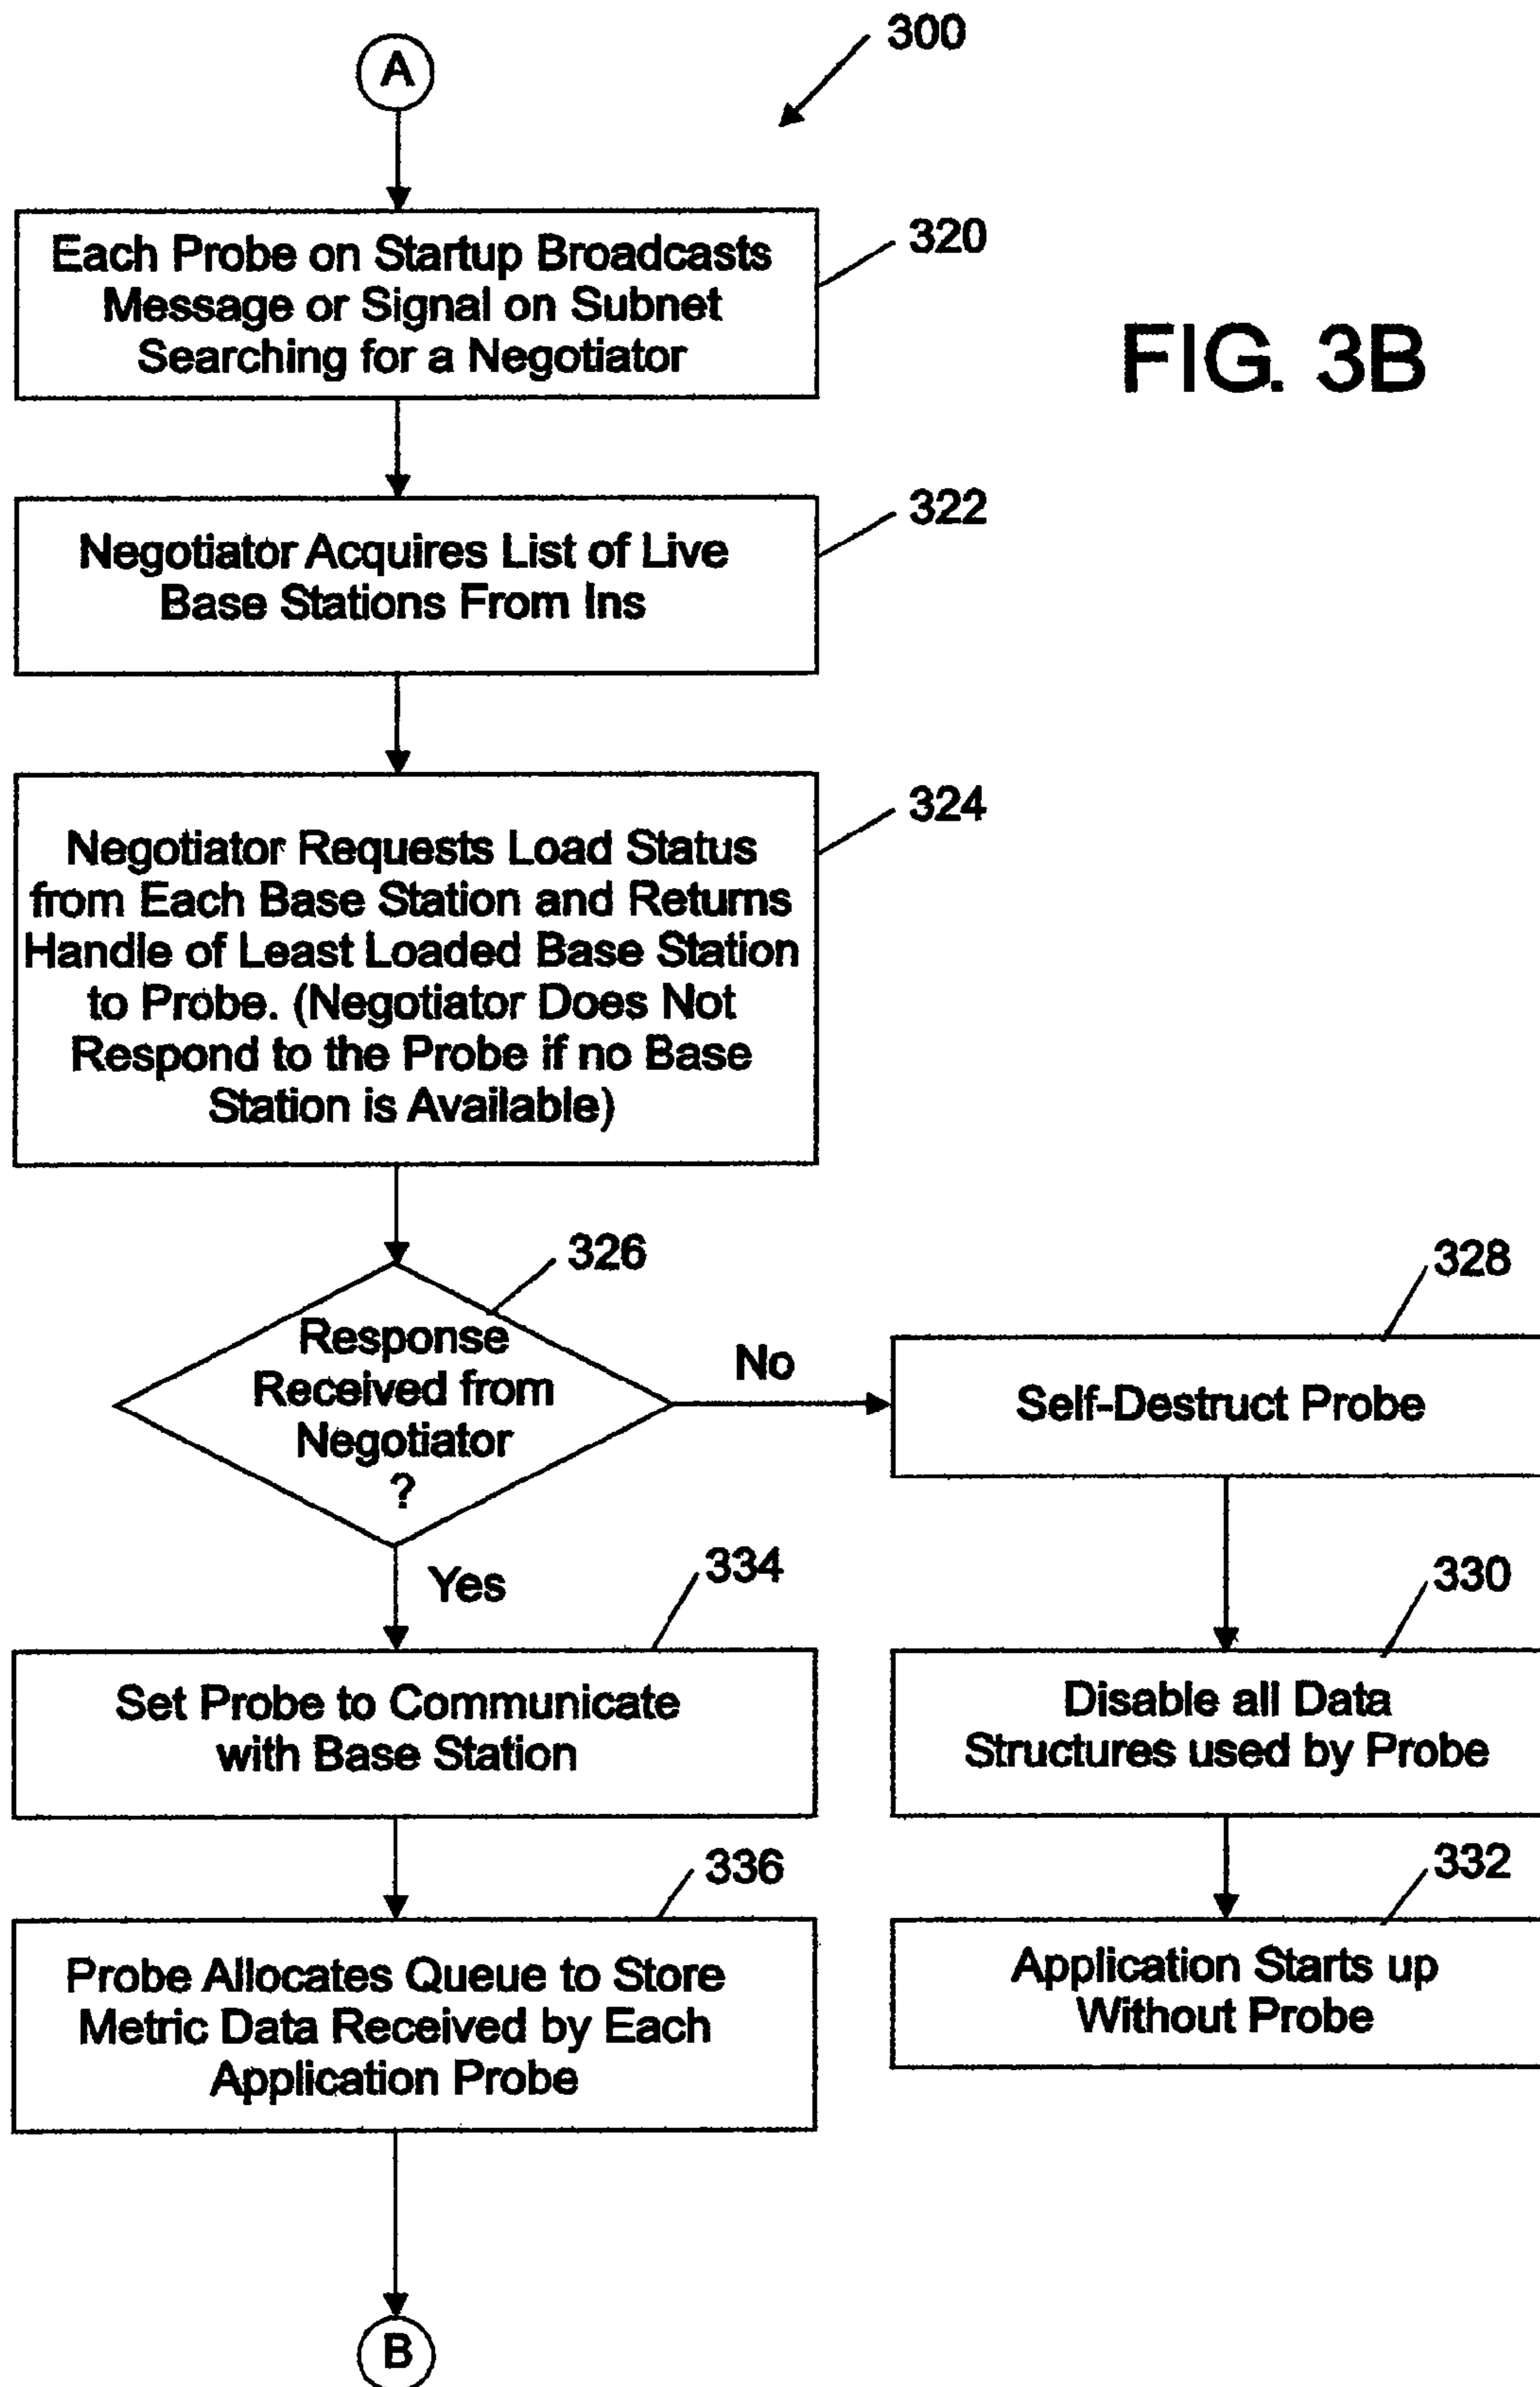 A
300
Each Probe on Startup Broadcasts
Message or Signal on Subnet
Searching for a Negotiator
320
FIG. 3B
Negotiator Acquires List of Live
Base Stations From Ins
322
Negotiator Requests Load Status
from Each Base Station and Returns
Handle of Least Loaded Base Station
to Probe. (Negotiator Does Not
Respond to the Probe if no Base
Station is Available)
324
Response
Received from
Negotiator
?
326
No
Self-Destruct Probe
328
Yes
Set Probe to Communicate
with Base Station
334
Disable all Data
Structures used by Probe
330
Probe Allocates Queue to Store
Metric Data Received by Each
Application Probe
336
Application Starts up
Without Probe
332
B